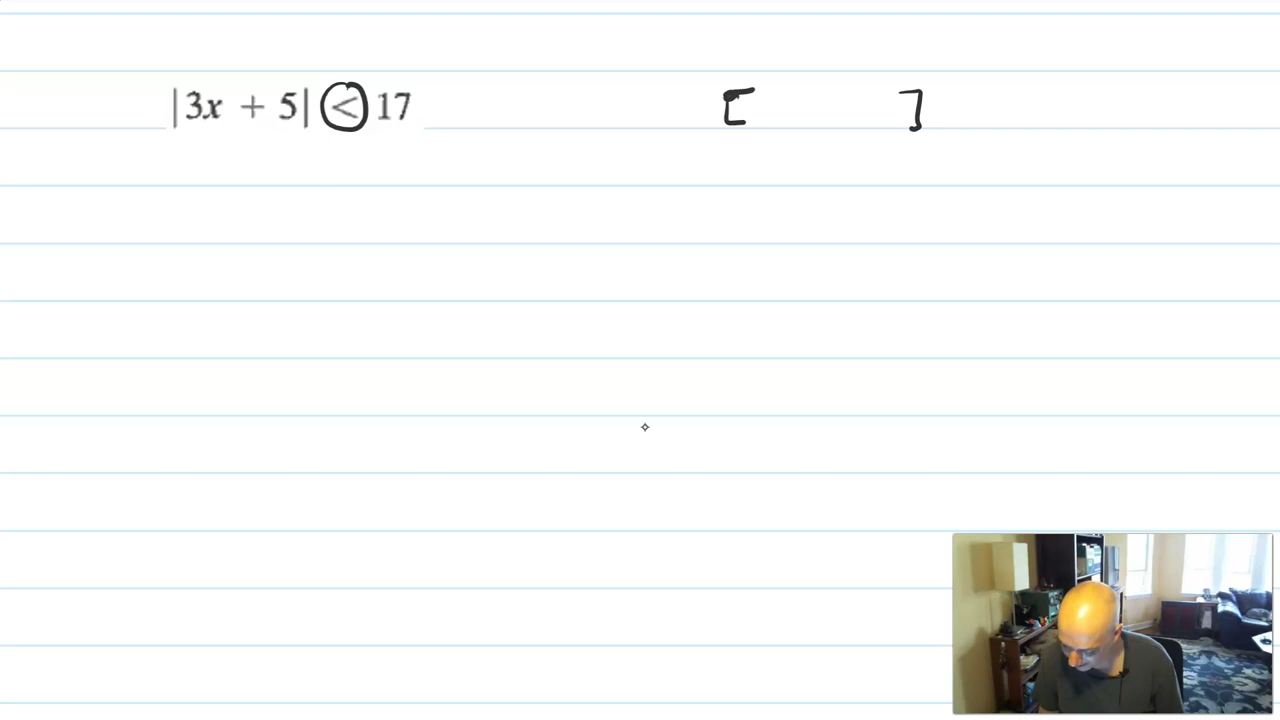 |3x + 5| < 17 [ ]